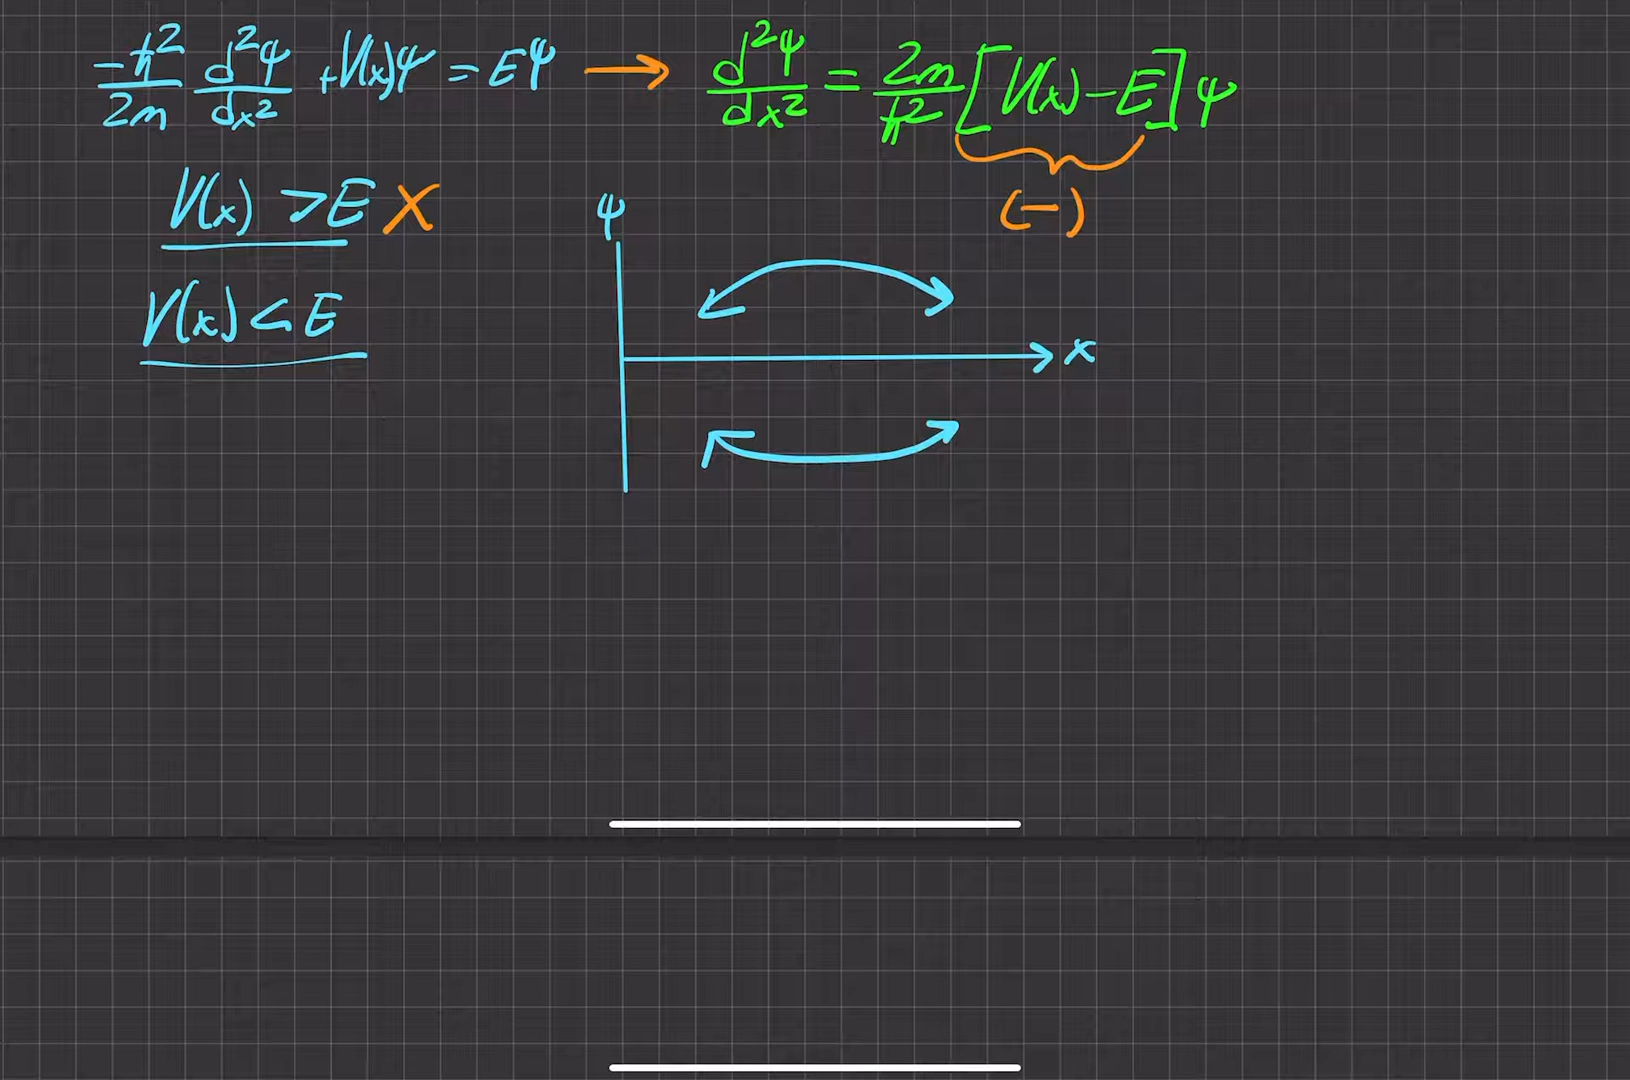 -ħ²/2m d²ψ/dx² + V(x)ψ = Eψ → d²ψ/dx² = 2m/ħ² [V(x) - E] ψ
(-)
V(x) > E X
ψ
V(x) < E
x